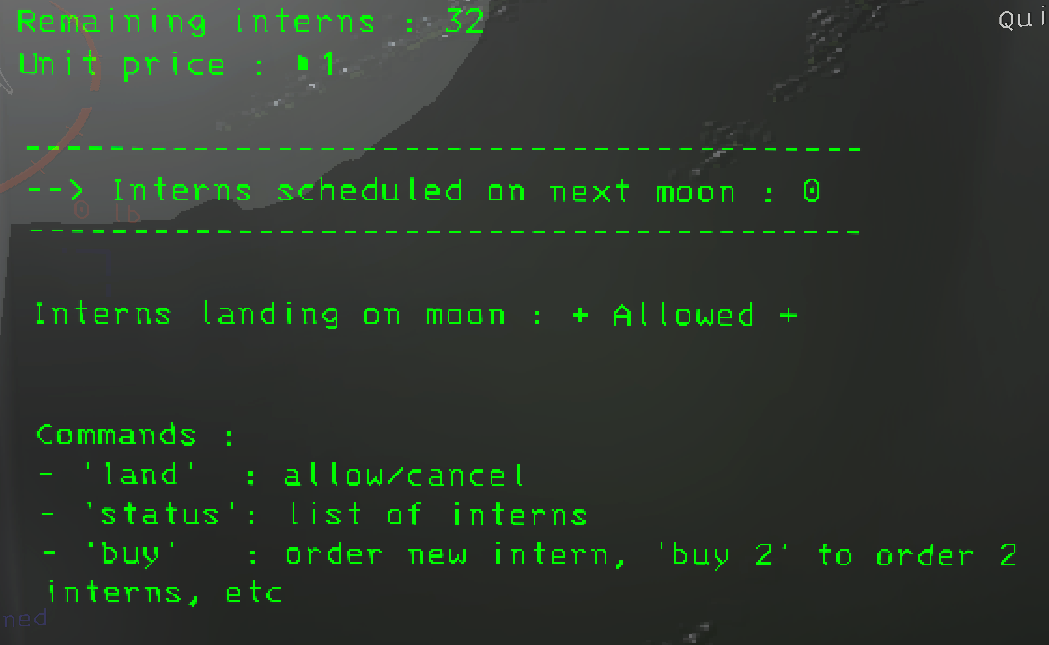 Remaining interns : 32
Qui
Unit price : 1
--> Interns scheduled on next moon : 0
0 lb
Interns landing on moon : + Allowed +
Commands :
- 'land' : allow/cancel
- 'status': list of interns
- 'buy' : order new intern, 'buy 2' to order 2
interns, etc
ned